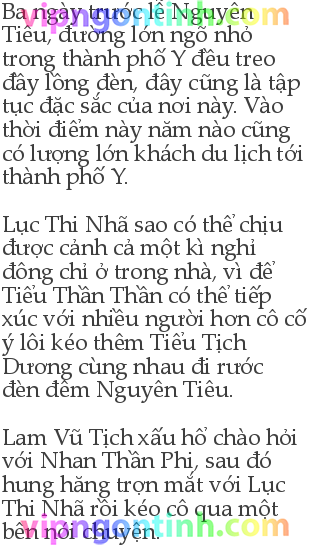 Ba ngày trước lễ Nguyên
Tiêu, đường lớn ngõ nhỏ
trong thành phố Y đều treo
đầy lồng đèn, đây cũng là tập
tục đặc sắc của nơi này. Vào
thời điểm này năm nào cũng
có lượng lớn khách du lịch tới
thành phố Y.
Lục Thi Nhã sao có thể chịu
được cảnh cả một kì nghỉ
đông chỉ ở trong nhà, vì để
Tiểu Thần Thần có thể tiếp
xúc với nhiều người hơn cô cố
ý lôi kéo thêm Tiểu Tịch
Dương cùng nhau đi rước
đèn đêm Nguyên Tiêu.
Lam Vũ Tịch xấu hổ chào hỏi
với Nhan Thần Phi, sau đó
hung hăng trợn mắt với Lục
Thi Nhã rồi kéo cô qua một
bên nói chuyện.
vipngontinh.com
vipngontinh.com